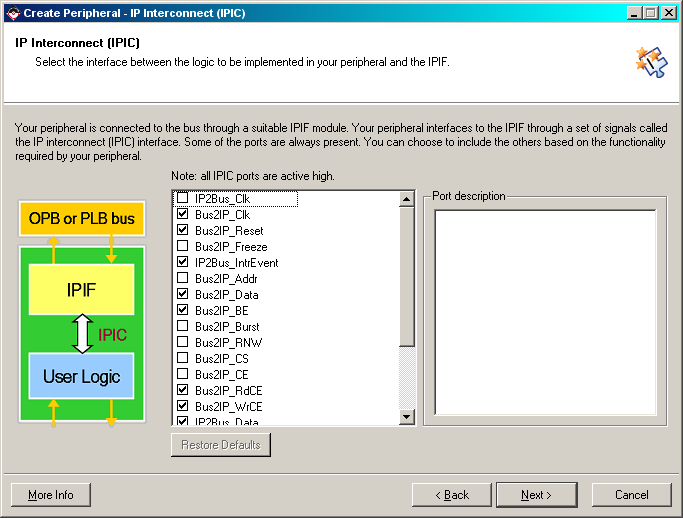 Create Peripheral - IP Interconnect (IPIC)
IP Interconnect (IPIC)
Select the interface between the logic to be implemented in your peripheral and the IPIF.
Your peripheral is connected to the bus through a suitable IPIF module. Your peripheral interfaces to the IPIF through a set of signals called
the IP interconnect (IPIC) interface. Some of the ports are always present. You can choose to include the others based on the functionality
required by your peripheral.
Note: all IPIC ports are active high.
OPB or PLB bus
IPIF
IPIC
User Logic
IP2Bus_Clk
Bus2IP_Clk
Bus2IP_Reset
Bus2IP_Freeze
IP2Bus_IntrEvent
Bus2IP_Addr
Bus2IP_Data
Bus2IP_BE
Bus2IP_Burst
Bus2IP_RNW
Bus2IP_CS
Bus2IP_CE
Bus2IP_RdCE
Bus2IP_WrCE
IP2Bus_Data
Port description
Restore Defaults
More Info
< Back
Next >
Cancel